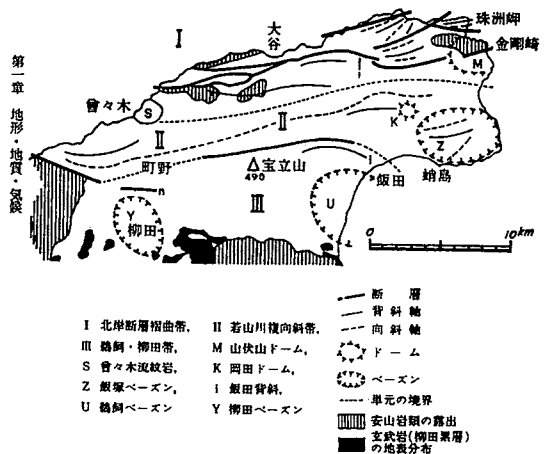 第一章 地形・地質・気候
I
大谷
珠洲岬
金剛崎
M
曾々木
S
II
II
K
Z
町野
△宝立山
490
i
飯田
蛸島
n
III
U
Y
柳田
0
10km
I 北岸断層褶曲帯,
II 若山川複向斜帯,
III 鵜飼・柳田帯,
M 山伏山ドーム,
S 曾々木流紋岩,
K 岡田ドーム,
Z 飯塚ベーズン,
i 飯田背斜,
U 鵜飼ベーズン
Y 柳田ベーズン
断層
背斜軸
向斜軸
ドーム
ベーズン
単元の境界
安山岩類の露出
玄武岩(柳田累層)
の地表分布